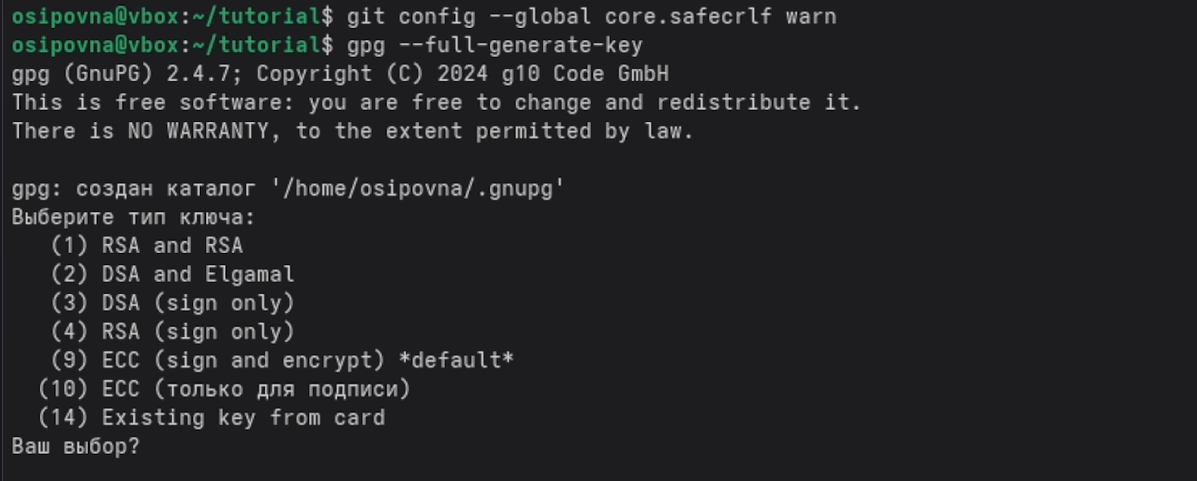 osipovna@vbox:~/tutorial$ git config --global core.safecrlf warn
osipovna@vbox:~/tutorial$ gpg --full-generate-key
gpg (GnuPG) 2.4.7; Copyright (C) 2024 g10 Code GmbH
This is free software: you are free to change and redistribute it.
There is NO WARRANTY, to the extent permitted by law.

gpg: создан каталог '/home/osipovna/.gnupg'
Выберите тип ключа:
   (1) RSA and RSA
   (2) DSA and Elgamal
   (3) DSA (sign only)
   (4) RSA (sign only)
   (9) ECC (sign and encrypt) *default*
  (10) ECC (только для подписи)
  (14) Existing key from card
Ваш выбор?